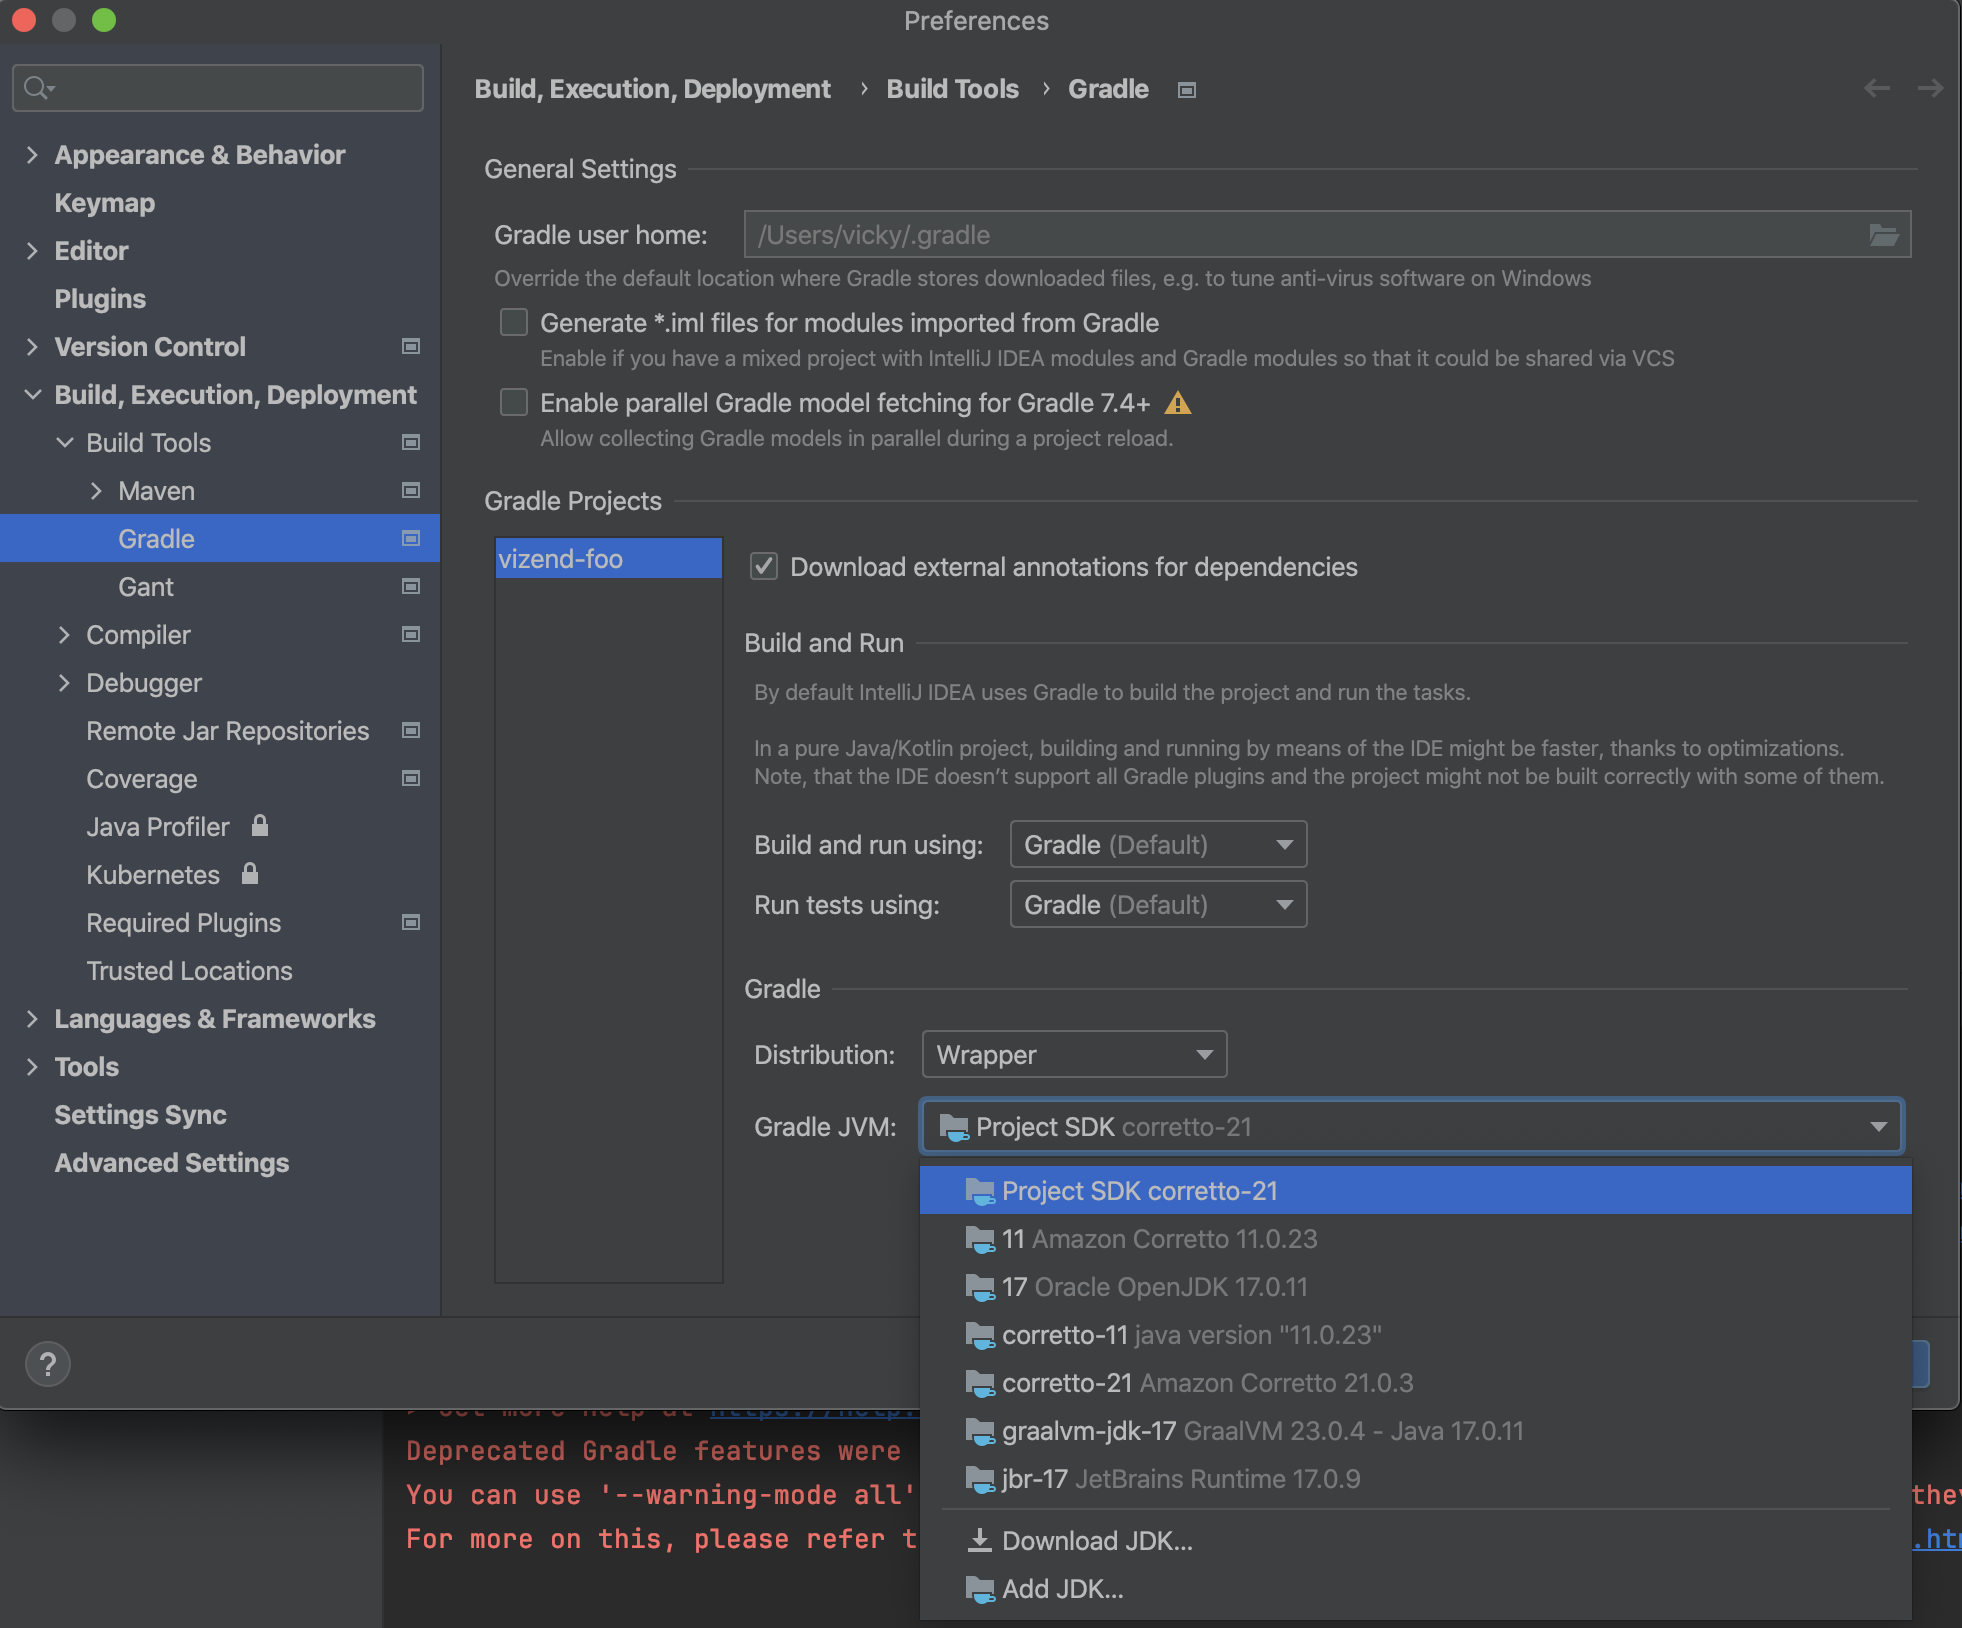 Preferences
Appearance & Behavior
Keymap
Editor
Plugins
Version Control
Build, Execution, Deployment
Build Tools
Maven
Gradle
Gant
Compiler
Debugger
Remote Jar Repositories
Coverage
Java Profiler
Kubernetes
Required Plugins
Trusted Locations
Languages & Frameworks
Tools
Settings Sync
Advanced Settings
?
Build, Execution, Deployment › Build Tools › Gradle
General Settings
Gradle user home: /Users/vicky/.gradle
Override the default location where Gradle stores downloaded files, e.g. to tune anti-virus software on Windows
Generate *.iml files for modules imported from Gradle
Enable if you have a mixed project with IntelliJ IDEA modules and Gradle modules so that it could be shared via VCS
Enable parallel Gradle model fetching for Gradle 7.4+
Allow collecting Gradle models in parallel during a project reload.
Gradle Projects
vizend-foo
Download external annotations for dependencies
Build and Run
By default IntelliJ IDEA uses Gradle to build the project and run the tasks.
In a pure Java/Kotlin project, building and running by means of the IDE might be faster, thanks to optimizations.
Note, that the IDE doesn't support all Gradle plugins and the project might not be built correctly with some of them.
Build and run using: Gradle (Default)
Run tests using: Gradle (Default)
Gradle
Distribution: Wrapper
Gradle JVM: Project SDK corretto-21
Project SDK corretto-21
11 Amazon Corretto 11.0.23
17 Oracle OpenJDK 17.0.11
corretto-11 java version "11.0.23"
corretto-21 Amazon Corretto 21.0.3
graalvm-jdk-17 GraalVM 23.0.4 - Java 17.0.11
jbr-17 JetBrains Runtime 17.0.9
Download JDK...
Add JDK...
Deprecated Gradle features were
You can use '--warning-mode all' they
For more on this, please refer t .htm